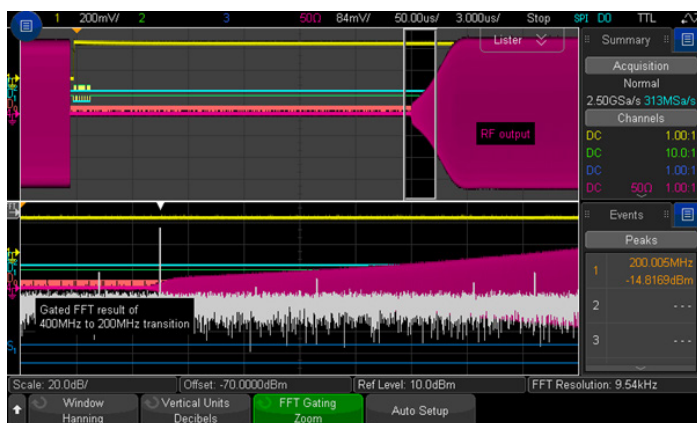 1 200mV/ 2 3 50Ω 84mV/ 50.00us/ 3.000us/ Stop SPI D0 TTL
Lister
Summary
Acquisition
Normal
2.50GSa/s 313MSa/s
Channels
DC 1.00:1
DC 10.0:1
DC 1.00:1
DC 50Ω 1.00:1
RF output
Events
Peaks
1 200.005MHz
-14.8169dBm
2 ---
3 ---
Gated FFT result of
400MHz to 200MHz transition
S₁
Scale: 20.0dB/ Offset: -70.0000dBm Ref Level: 10.0dBm FFT Resolution: 9.54kHz
Window
Hanning
Vertical Units
Decibels
FFT Gating
Zoom
Auto Setup